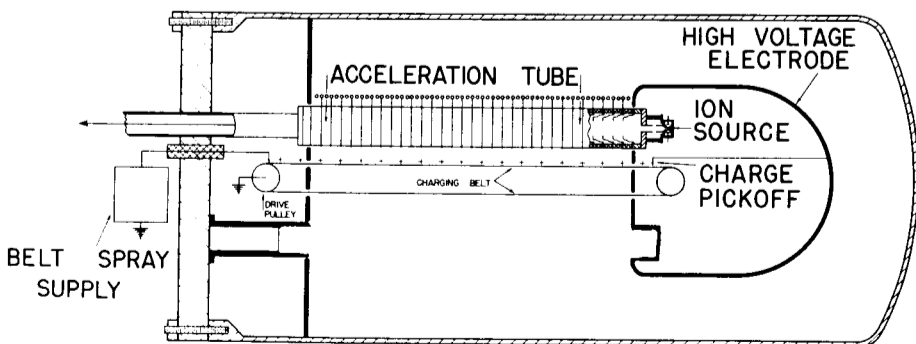 HIGH VOLTAGE
ELECTRODE
ACCELERATION TUBE
ION
SOURCE
CHARGE
PICKOFF
CHARGING BELT
DRIVE
PULLEY
BELT SPRAY
SUPPLY